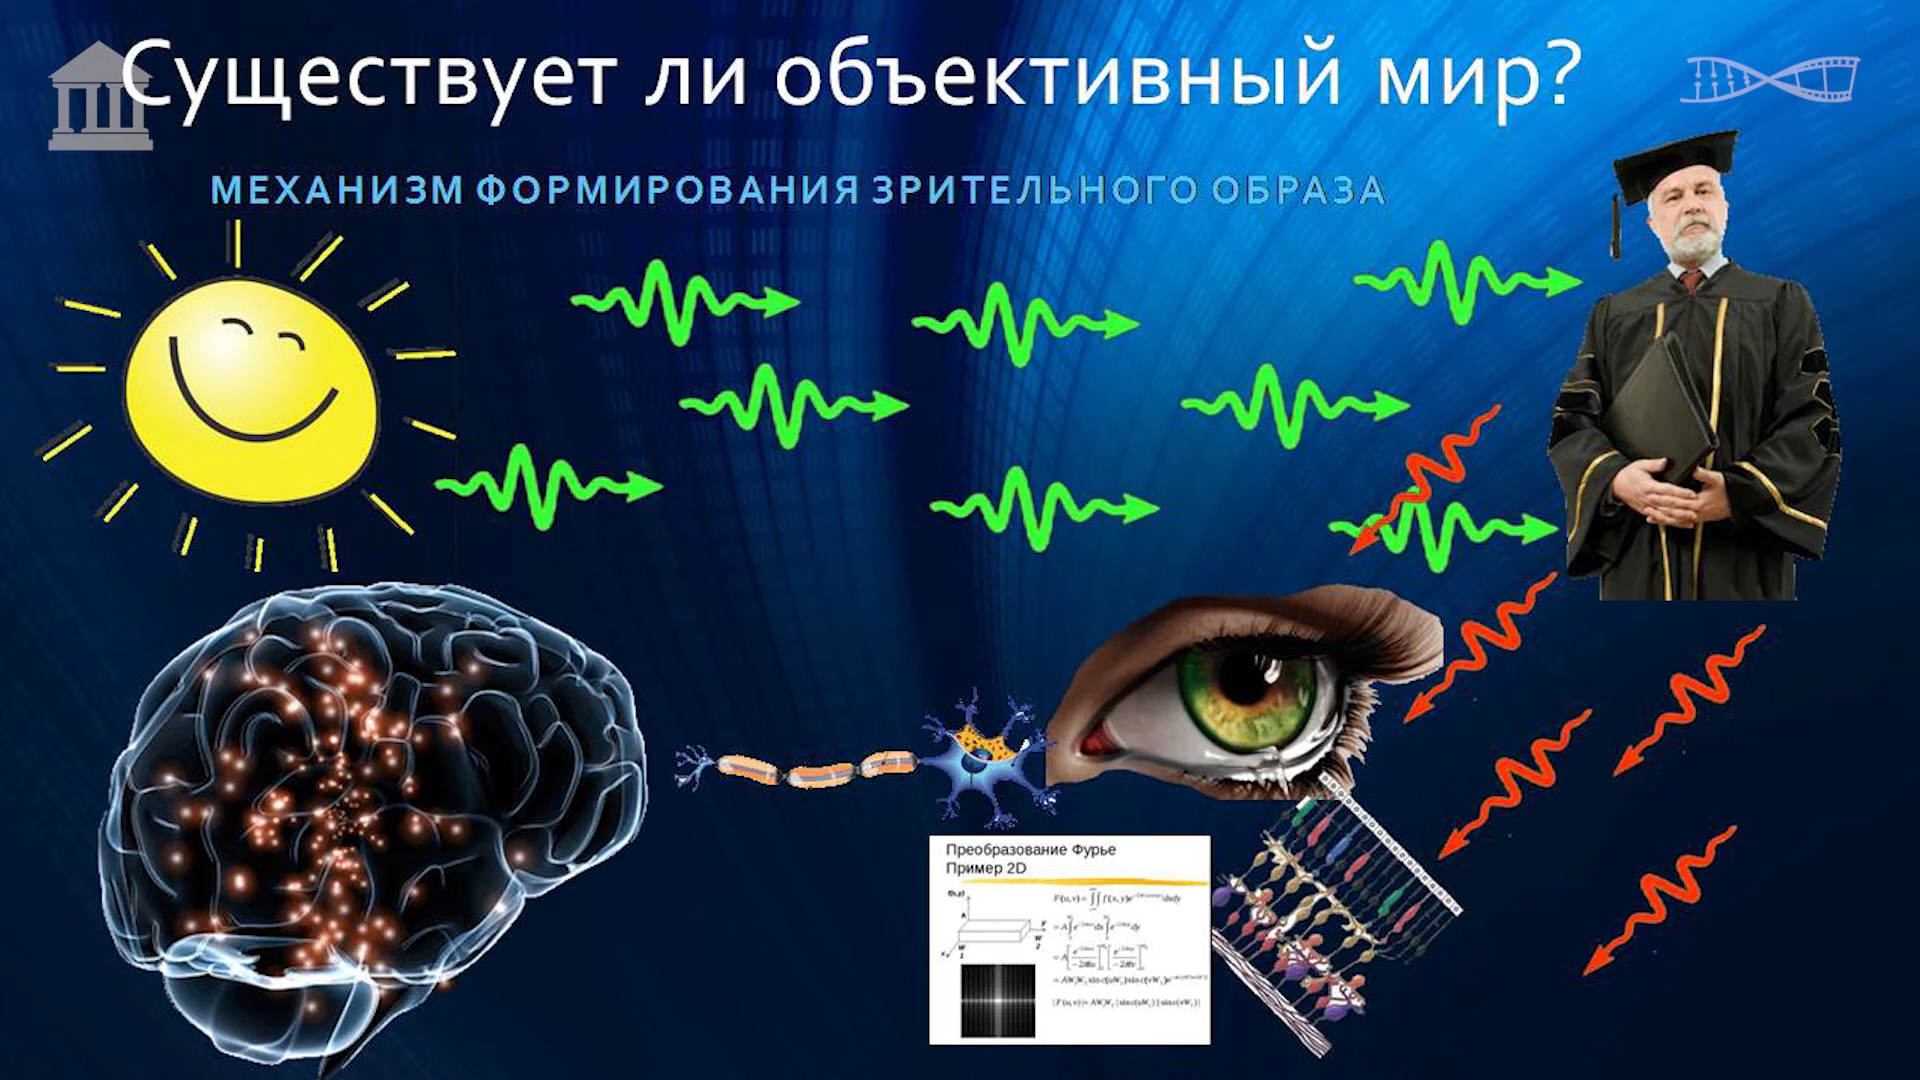 Существует ли объективный мир?
МЕХАНИЗМ ФОРМИРОВАНИЯ ЗРИТЕЛЬНОГО ОБРАЗА
Преобразование Фурье
Пример 2D